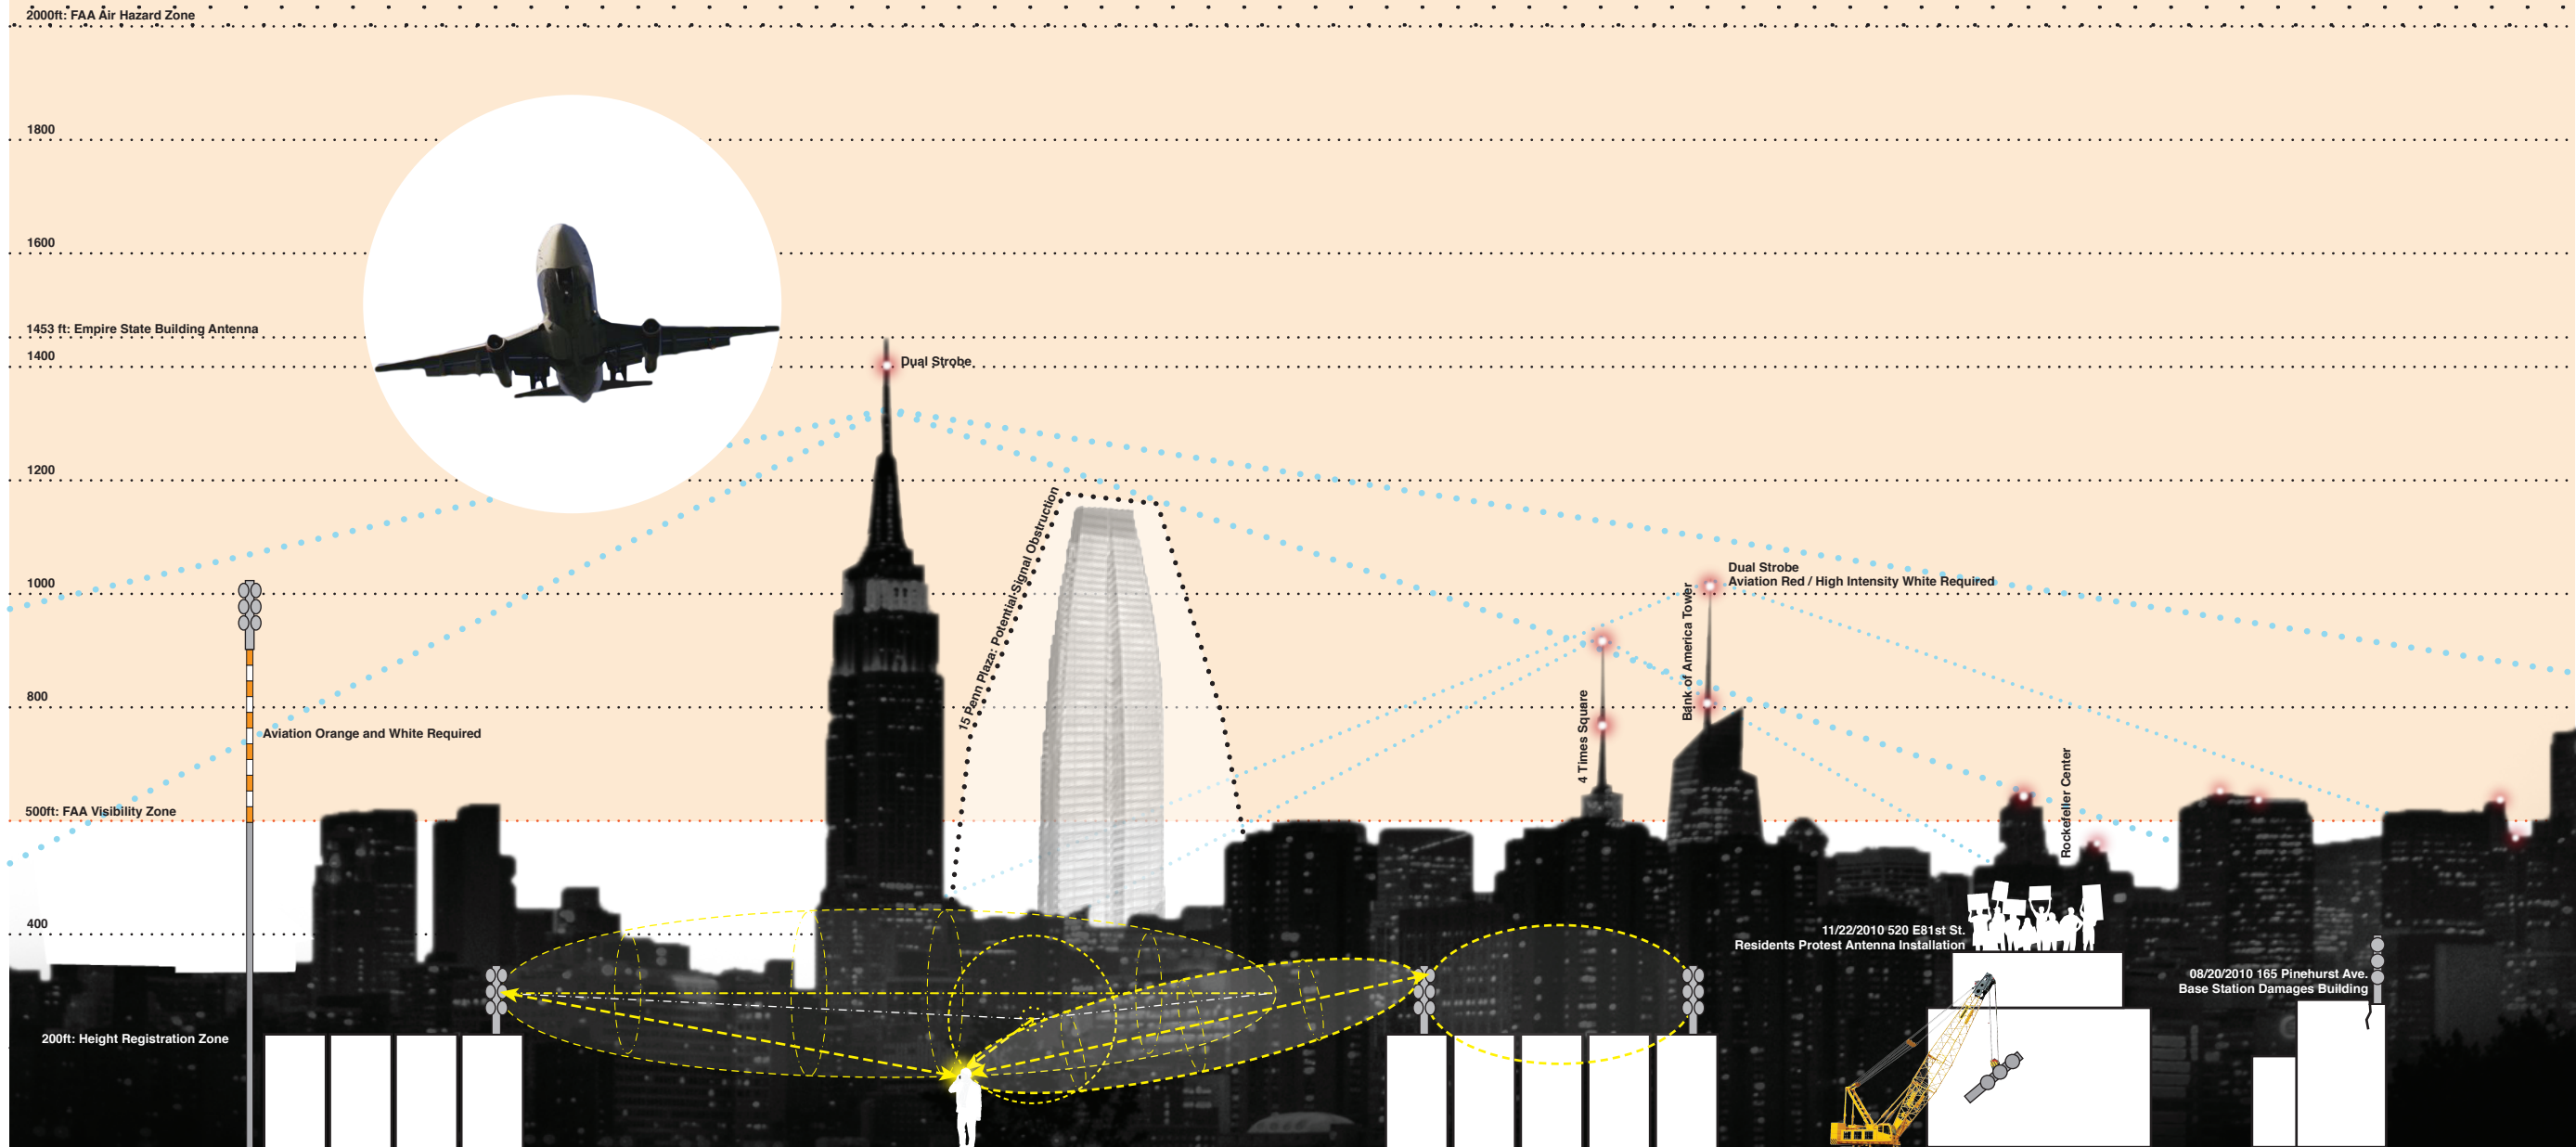 2000ft: FAA Air Hazard Zone
1800
1600
1453 ft: Empire State Building Antenna
1400
Dual Strobe
1200
15 Penn Plaza: Potential Signal Obstruction
1000
Dual Strobe
Aviation Red / High Intensity White Required
Bank of America Tower
4 Times Square
800
Aviation Orange and White Required
Rockefeller Center
500ft: FAA Visibility Zone
400
11/22/2010 520 E81st St.
Residents Protest Antenna Installation
08/20/2010 165 Pinehurst Ave.
Base Station Damages Building
200ft: Height Registration Zone